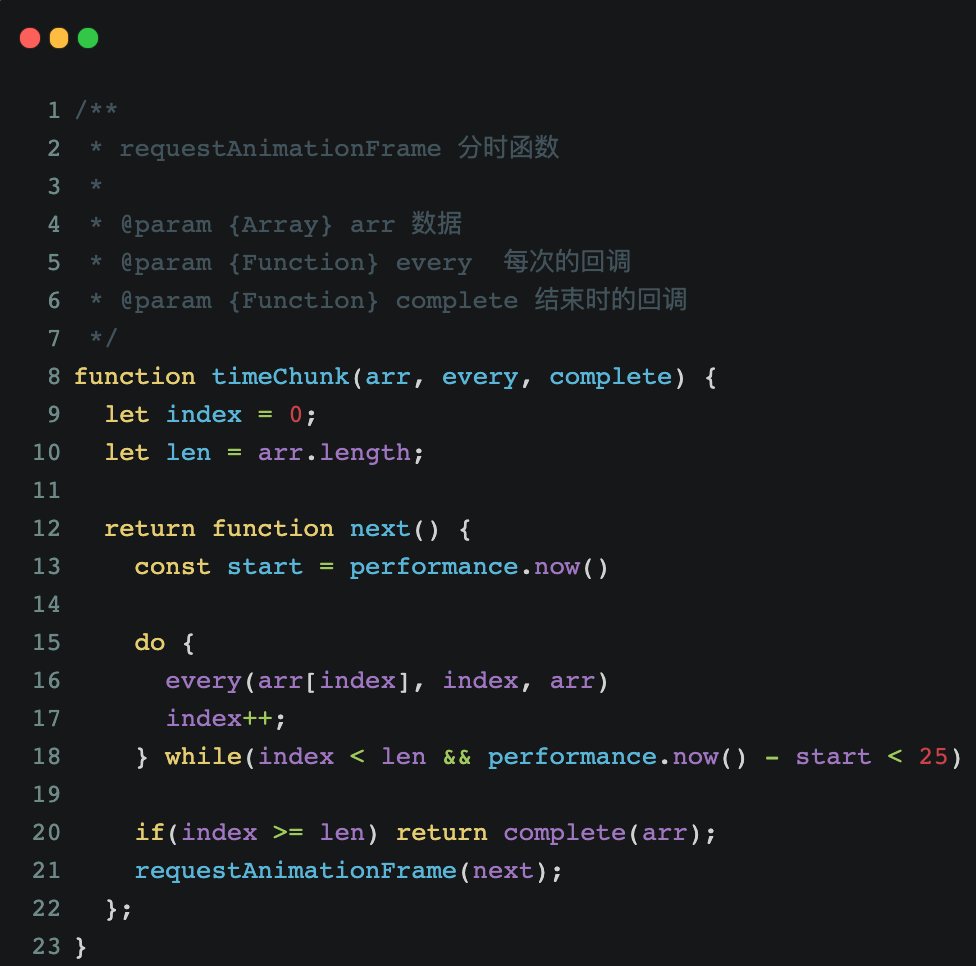 1 /**
2  * requestAnimationFrame 分时函数
3  *
4  * @param {Array} arr 数据
5  * @param {Function} every  每次的回调
6  * @param {Function} complete 结束时的回调
7  */
8 function timeChunk(arr, every, complete) {
9   let index = 0;
10   let len = arr.length;
11
12   return function next() {
13     const start = performance.now()
14
15     do {
16       every(arr[index], index, arr)
17       index++;
18     } while(index < len && performance.now() - start < 25)
19
20     if(index >= len) return complete(arr);
21     requestAnimationFrame(next);
22   };
23 }